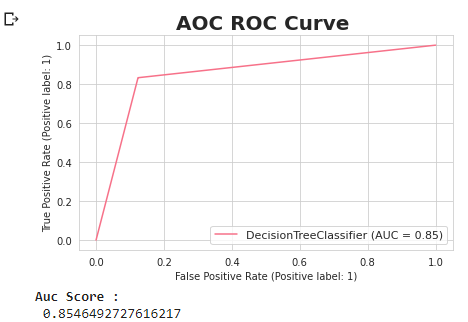 AOC ROC Curve
1.0
0.8
0.6
0.4
0.2
0.0
True Positive Rate (Positive label: 1)
DecisionTreeClassifier (AUC = 0.85)
0.0 0.2 0.4 0.6 0.8 1.0
False Positive Rate (Positive label: 1)
Auc Score :
0.8546492727616217